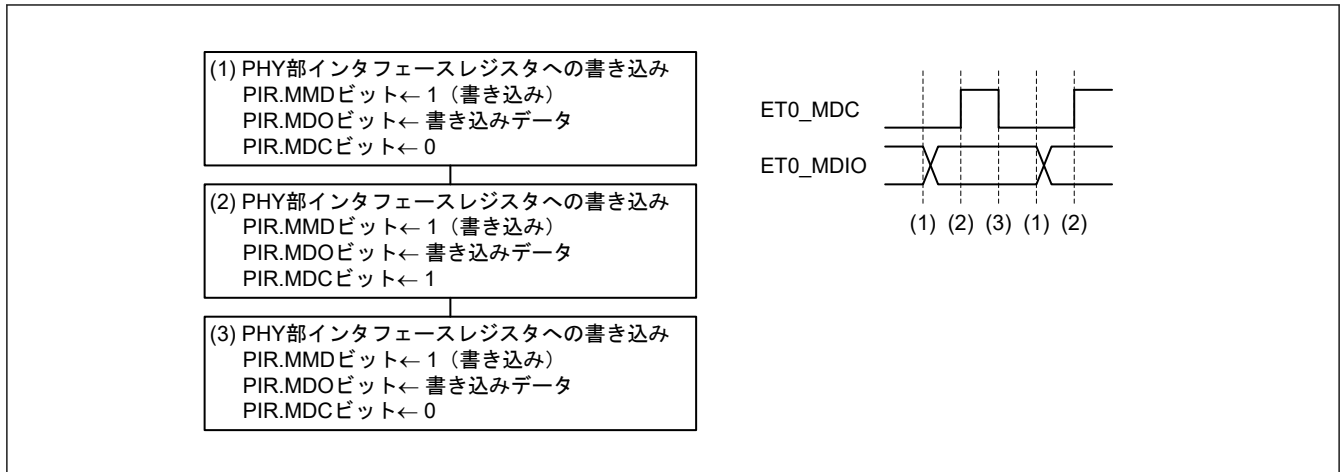 (1) PHY部インタフェースレジスタへの書き込み
PIR.MMDビット← 1（書き込み）
PIR.MDOビット← 書き込みデータ
PIR.MDCビット← 0
(2) PHY部インタフェースレジスタへの書き込み
PIR.MMDビット← 1（書き込み）
PIR.MDOビット← 書き込みデータ
PIR.MDCビット← 1
(3) PHY部インタフェースレジスタへの書き込み
PIR.MMDビット← 1（書き込み）
PIR.MDOビット← 書き込みデータ
PIR.MDCビット← 0
ET0_MDC
ET0_MDIO
(1) (2) (3) (1) (2)